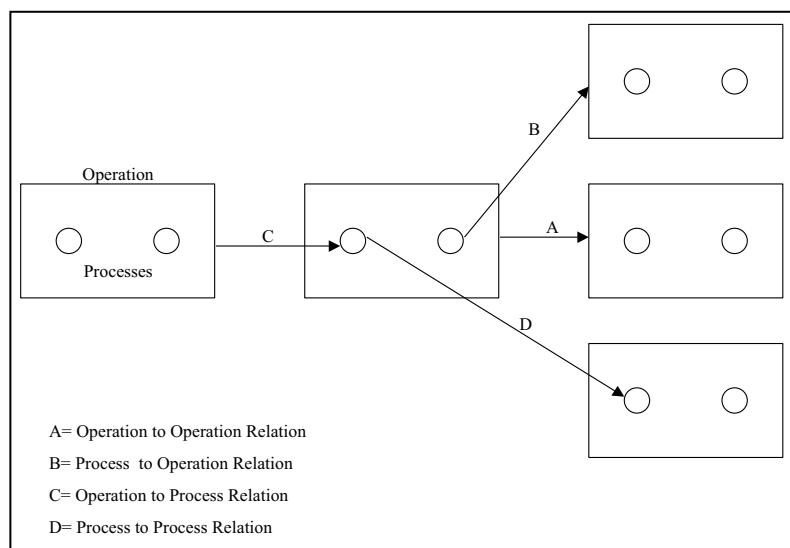 B
Operation
C
A
Processes
D
A= Operation to Operation Relation
B= Process to Operation Relation
C= Operation to Process Relation
D= Process to Process Relation